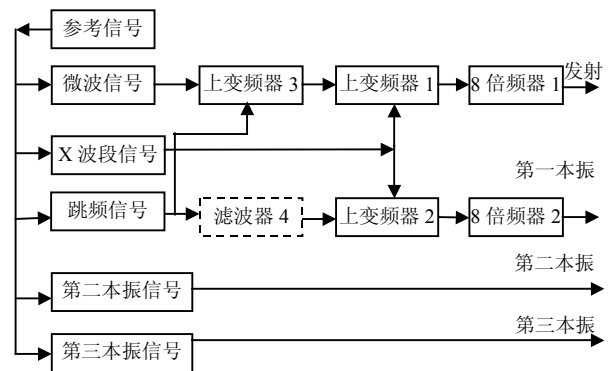 参考信号
微波信号
上变频器 3
上变频器 1
8 倍频器 1
发射
X 波段信号
第一本振
跳频信号
滤波器 4
上变频器 2
8 倍频器 2
第二本振
第二本振信号
第三本振
第三本振信号